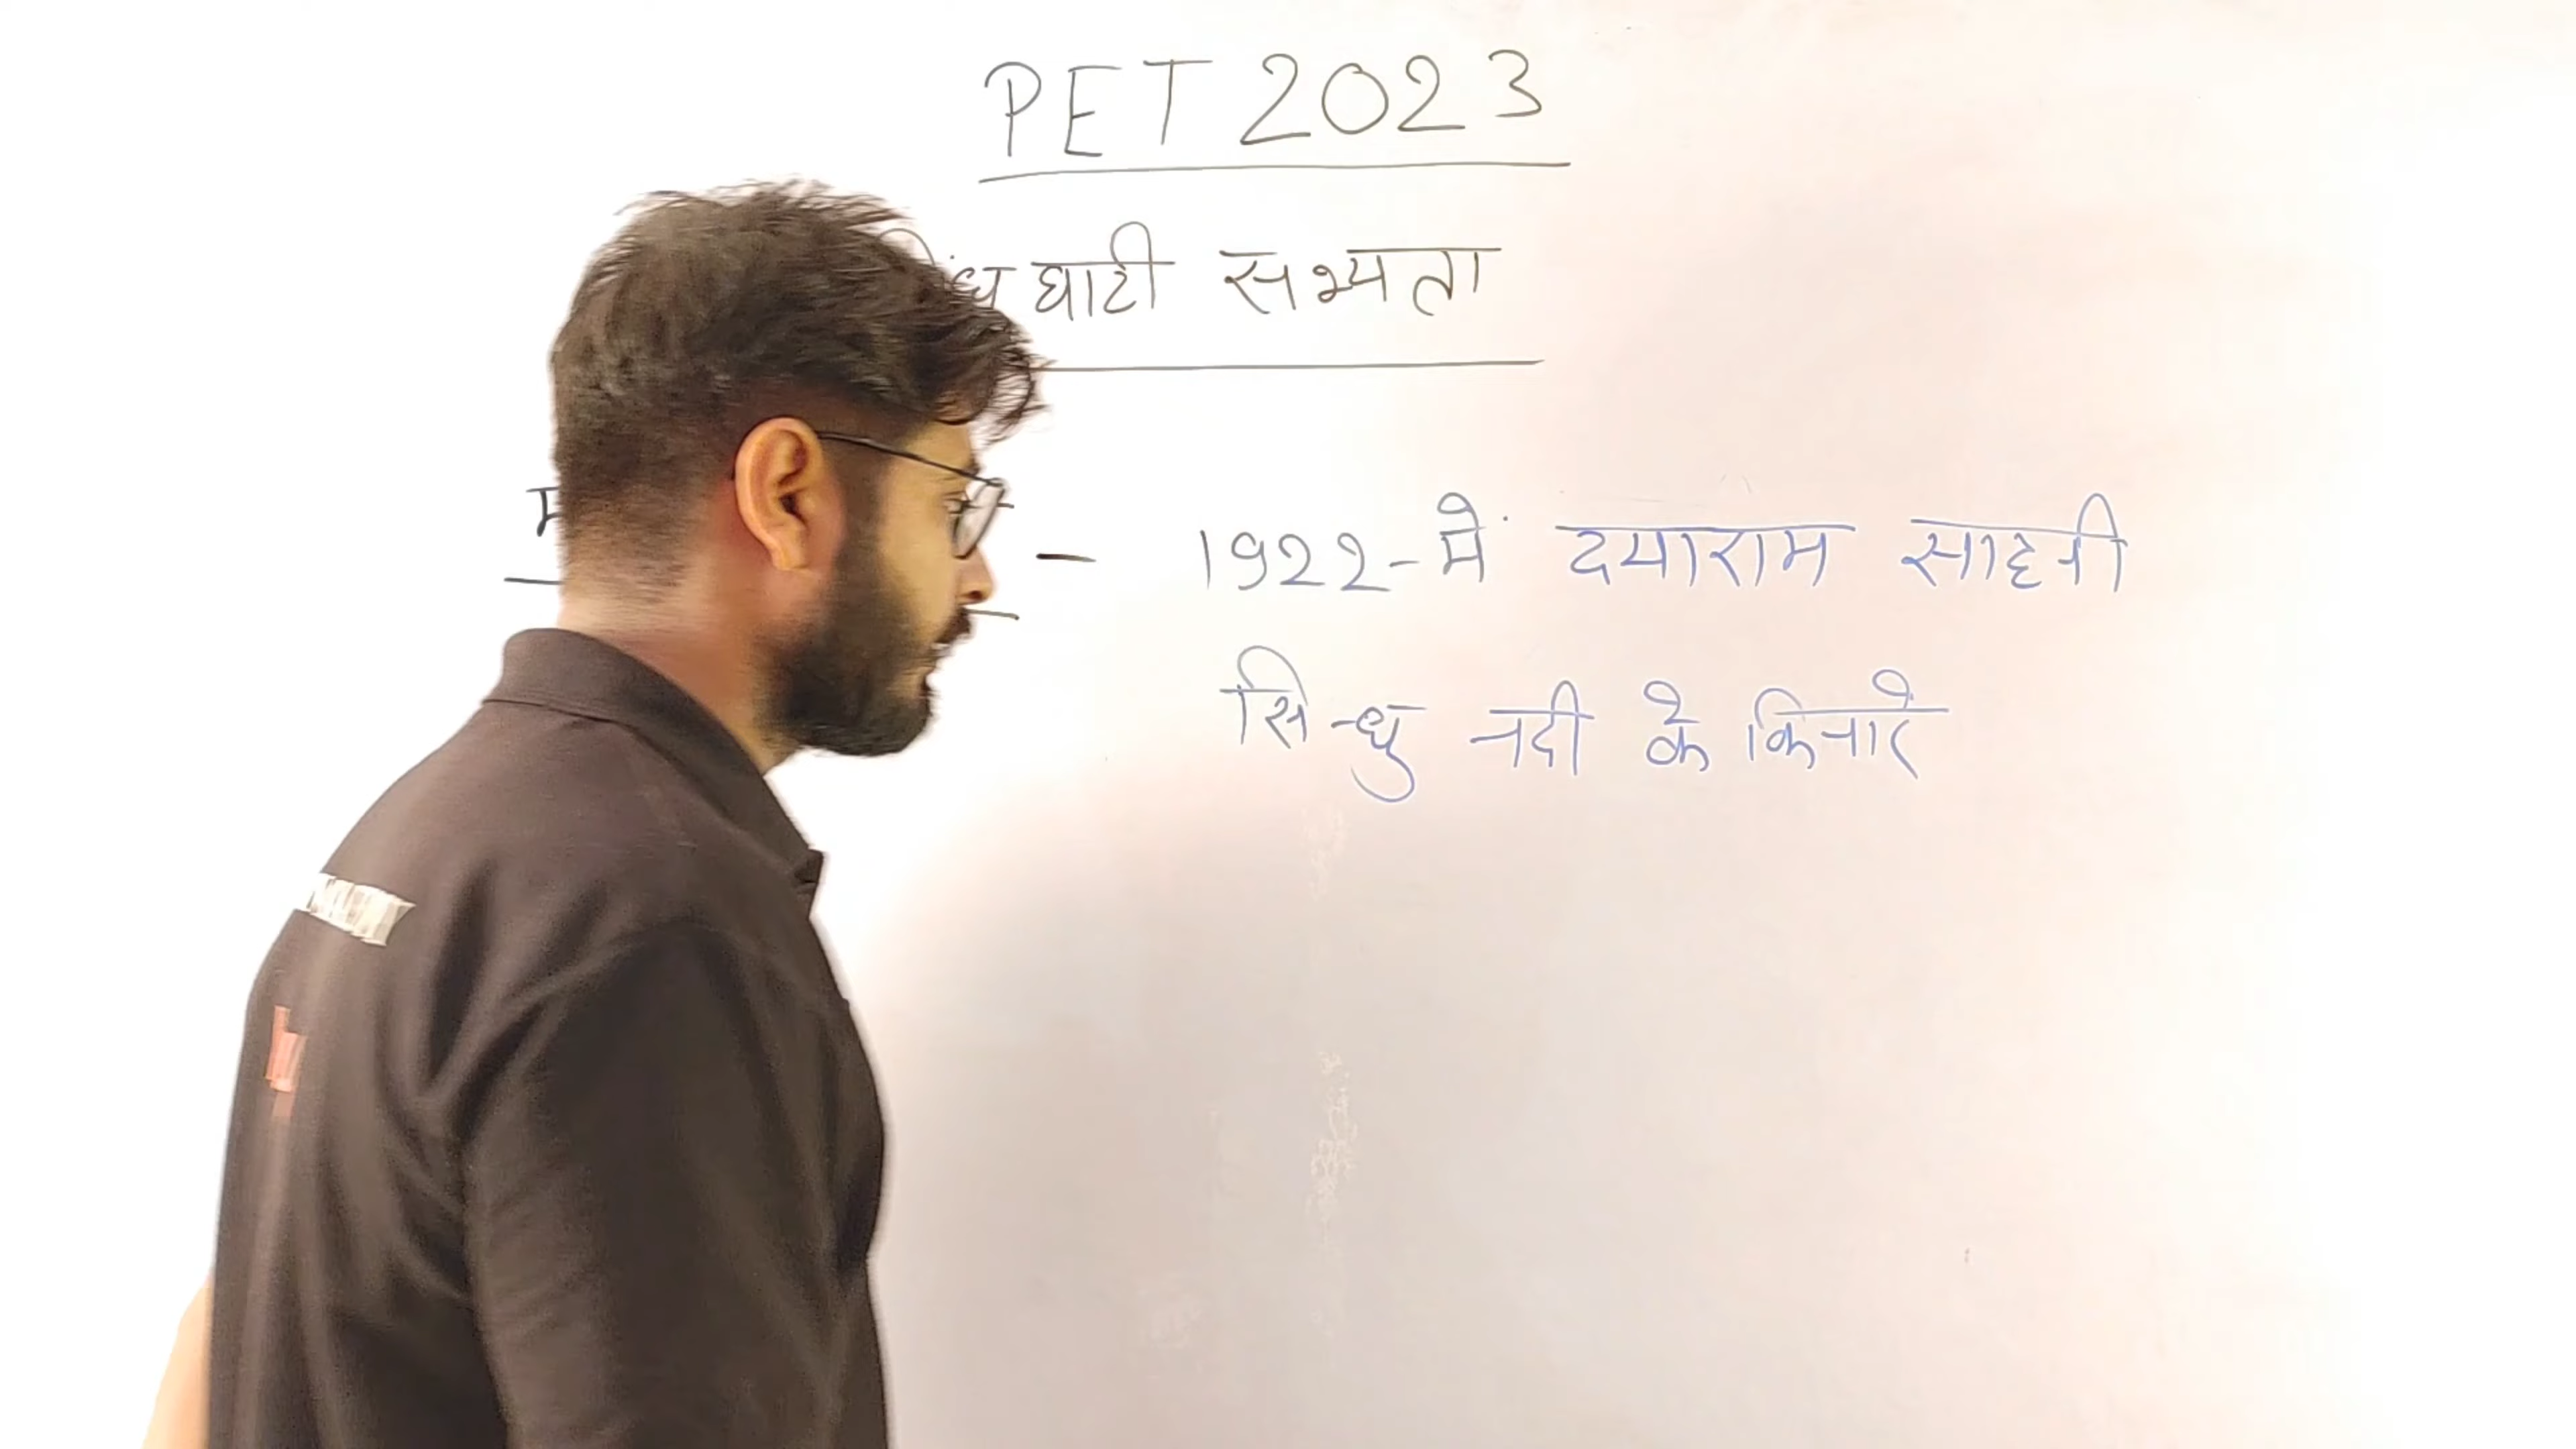 PET 2023
घाटी सभ्यता
- 1922-में दयाराम साहनी
सिन्धु नदी के किनारे